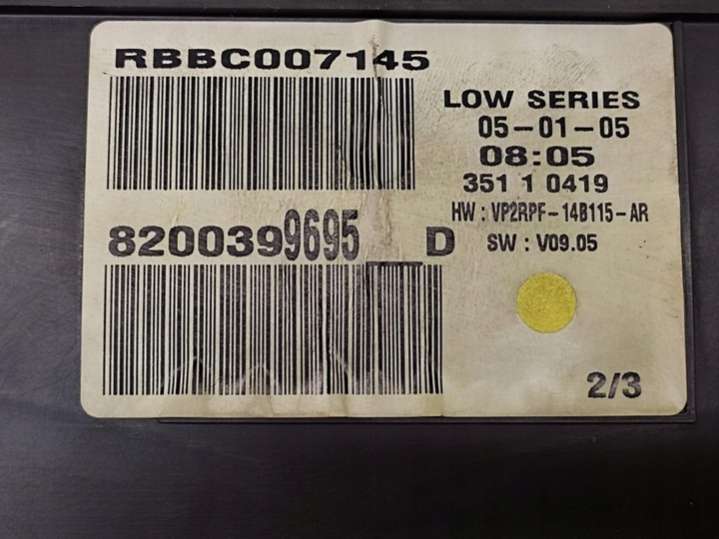 RBBC007145
LOW SERIES
05-01-05
08:05
351 1 0419
HW : VP2RPF-14B115-AR
SW : V09.05
8200399695__D
2/3